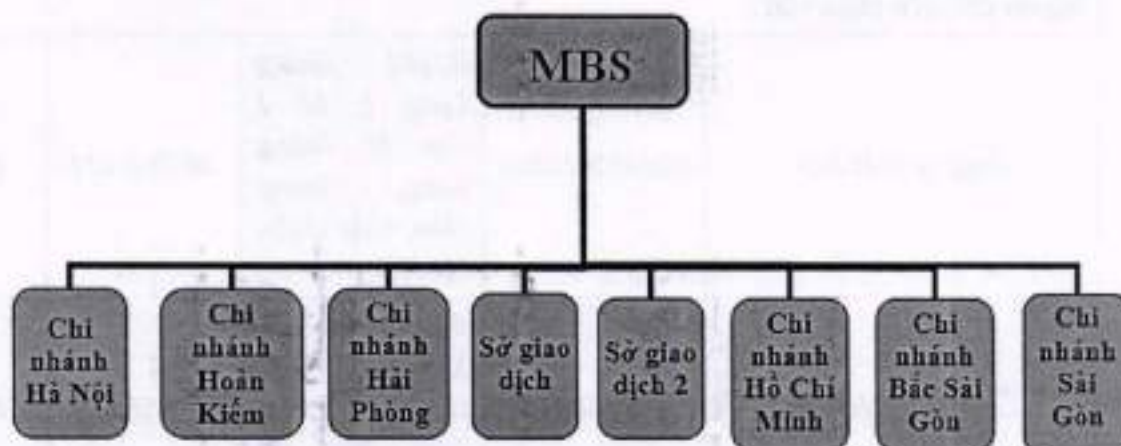 MBS
Chi
nhánh
Hà Nội
Chi
nhánh
Hoàn
Kiếm
Chi
nhánh
Hải
Phòng
Sở giao
dịch
Sở giao
dịch 2
Chi
nhánh
Hồ Chí
Minh
Chi
nhánh
Bắc Sài
Gòn
Chi
nhánh
Sài
Gòn